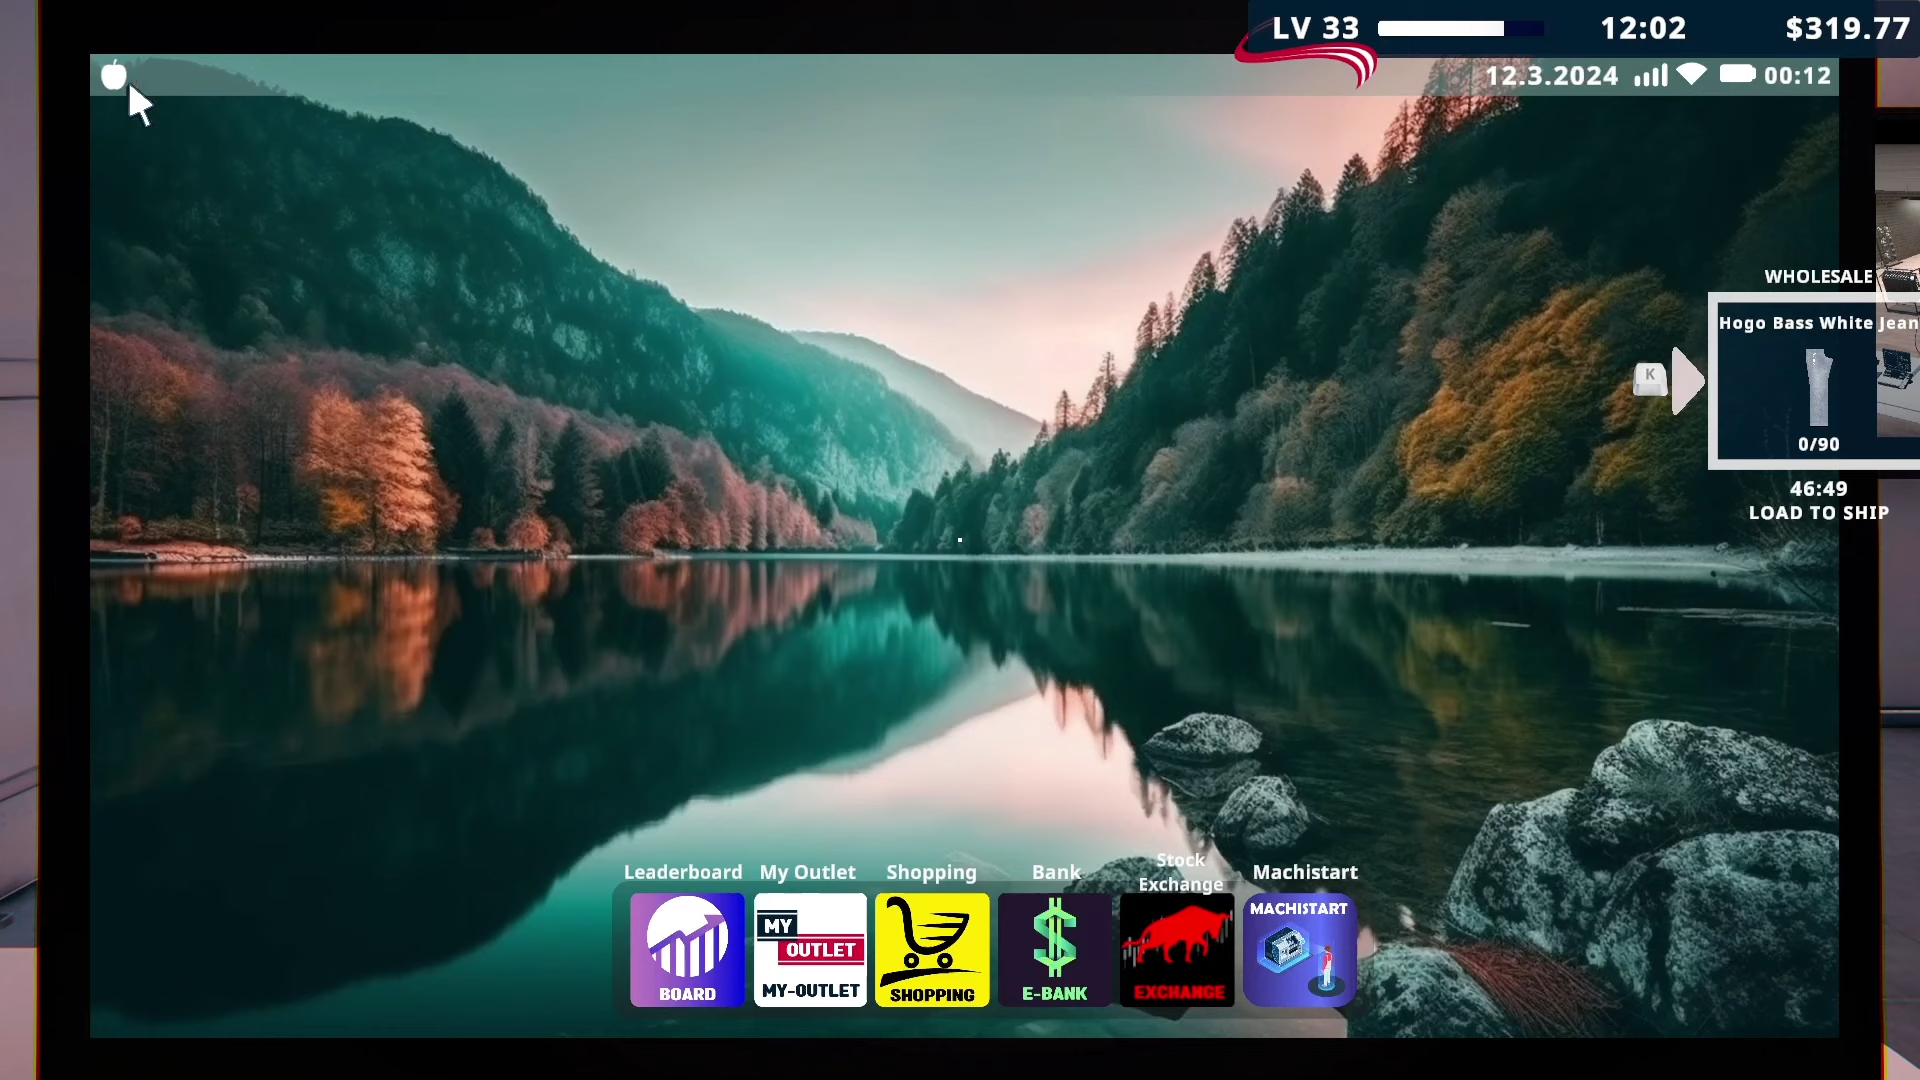 LV 33 12:02 $319.77
12.3.2024 00:12
WHOLESALE
Hogo Bass White Jean
K
0/90
46:49
LOAD TO SHIP
Leaderboard My Outlet Shopping Bank Stock Exchange Machistart
BOARD
MY
OUTLET
MY-OUTLET
SHOPPING
E-BANK
EXCHANGE
MACHISTART